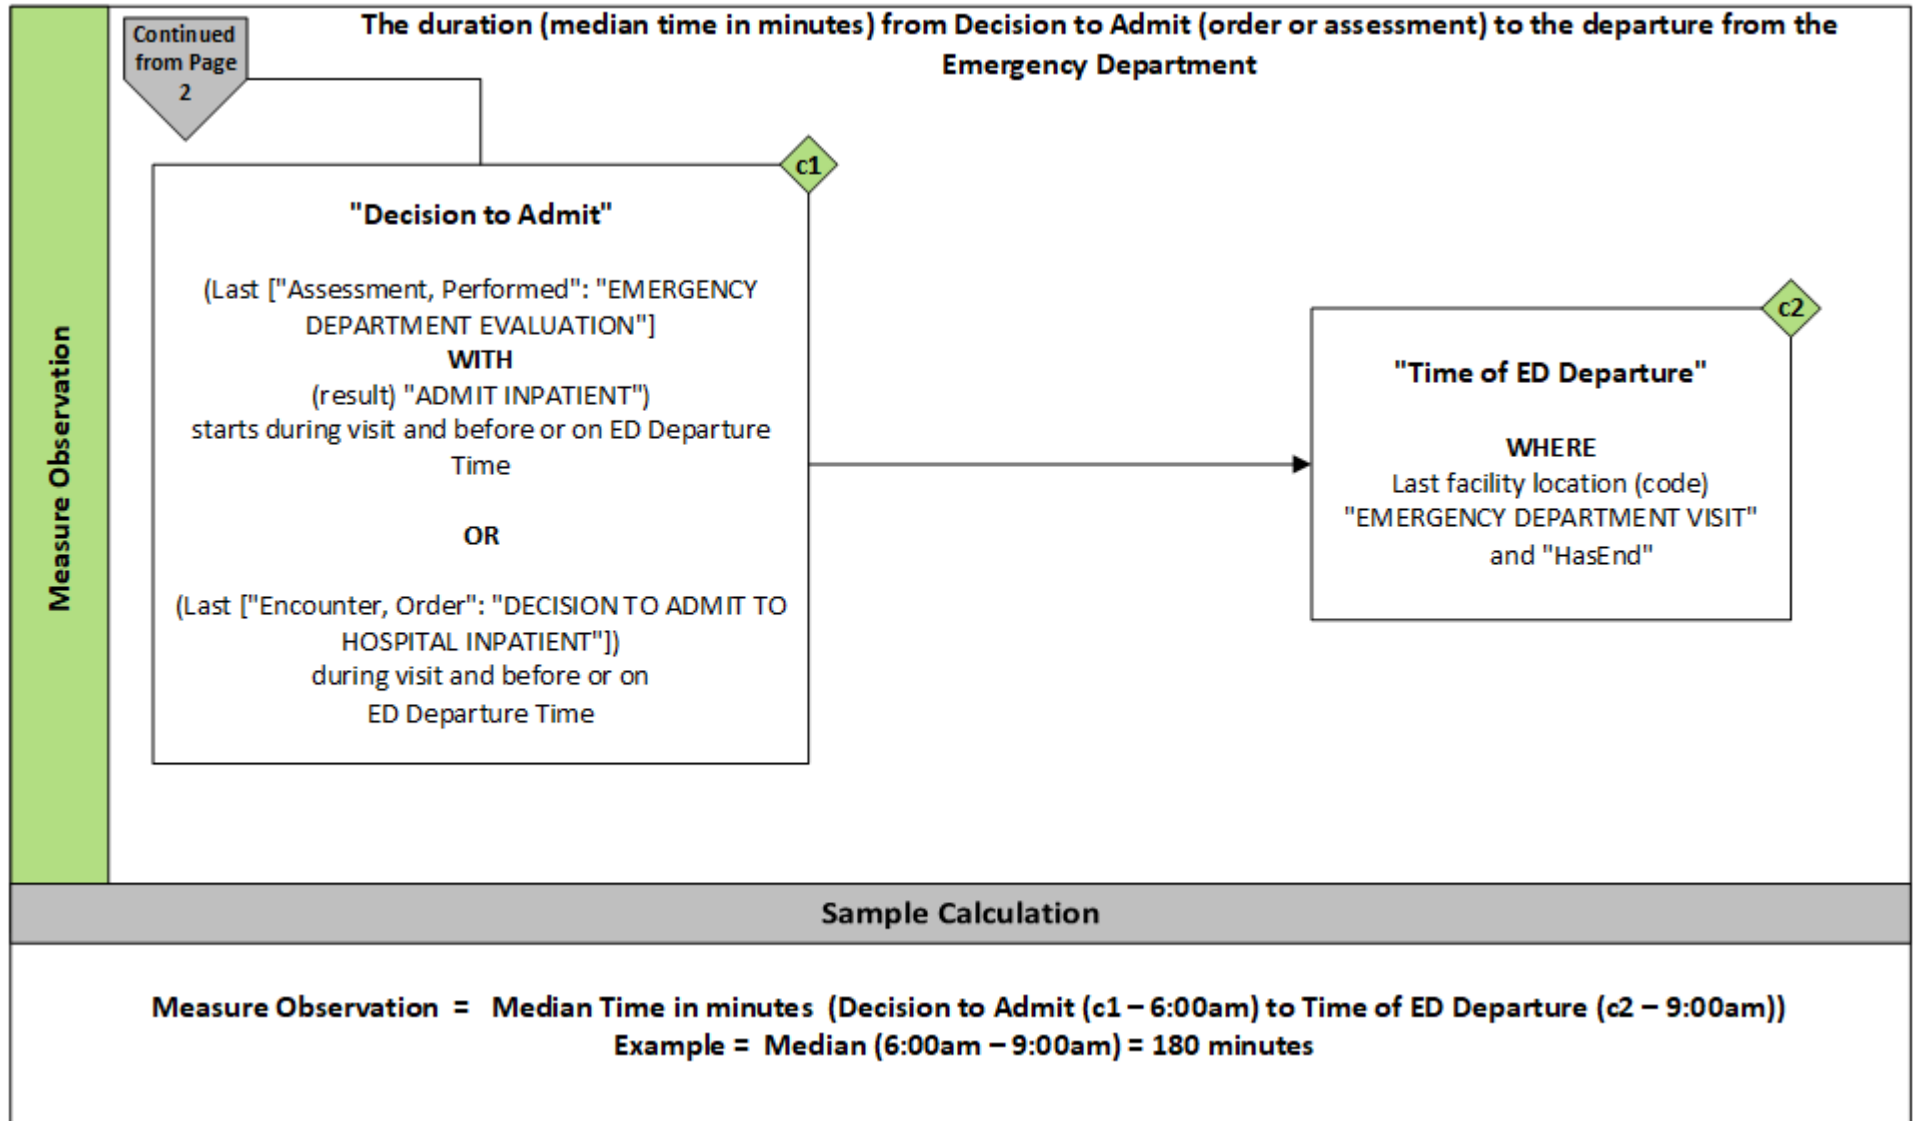 Continued
from Page
2
The duration (median time in minutes) from Decision to Admit (order or assessment) to the departure from the
Emergency Department
Measure Observation
c1
"Decision to Admit"
(Last ["Assessment, Performed": "EMERGENCY
DEPARTMENT EVALUATION"]
WITH
(result) "ADMIT INPATIENT")
starts during visit and before or on ED Departure
Time
OR
(Last ["Encounter, Order": "DECISION TO ADMIT TO
HOSPITAL INPATIENT"])
during visit and before or on
ED Departure Time
c2
"Time of ED Departure"
WHERE
Last facility location (code)
"EMERGENCY DEPARTMENT VISIT"
and "HasEnd"
Sample Calculation
Measure Observation = Median Time in minutes (Decision to Admit (c1 – 6:00am) to Time of ED Departure (c2 – 9:00am))
Example = Median (6:00am – 9:00am) = 180 minutes